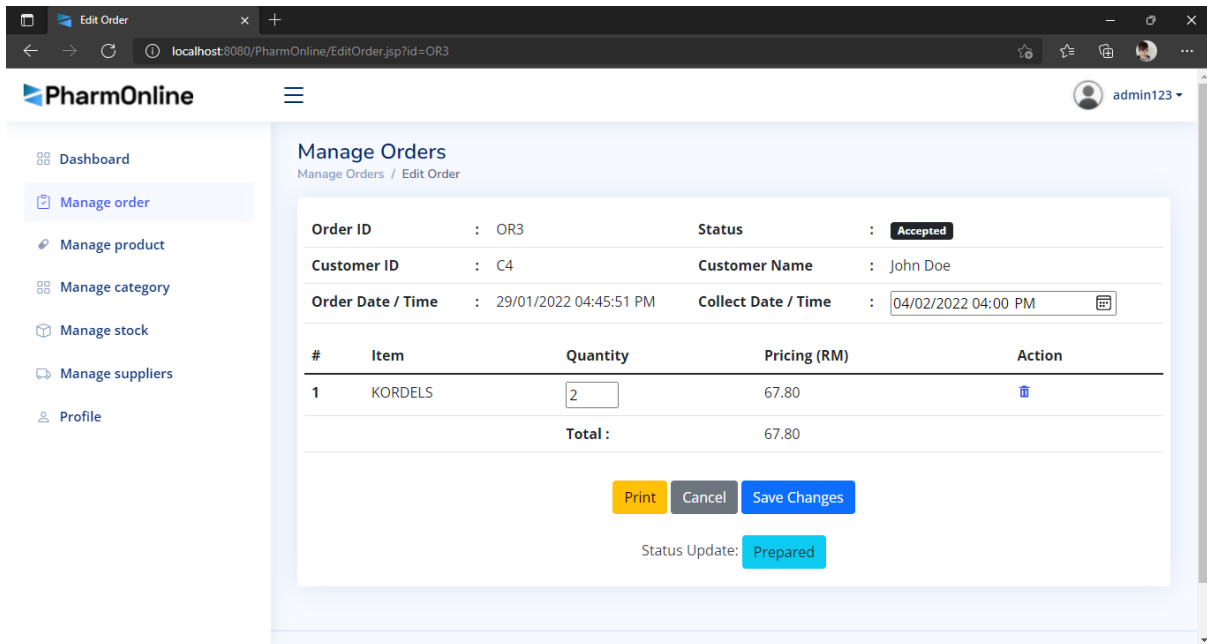 Edit Order
localhost:8080/PharmOnline/EditOrder.jsp?id=OR3
PharmOnline
admin123
Dashboard
Manage order
Manage product
Manage category
Manage stock
Manage suppliers
Profile
Manage Orders
Manage Orders / Edit Order
Order ID : OR3 Status : Accepted
Customer ID : C4 Customer Name : John Doe
Order Date / Time : 29/01/2022 04:45:51 PM Collect Date / Time : 04/02/2022 04:00 PM
# Item Quantity Pricing (RM) Action
1 KORDELS 2 67.80
Total : 67.80
Print Cancel Save Changes
Status Update: Prepared